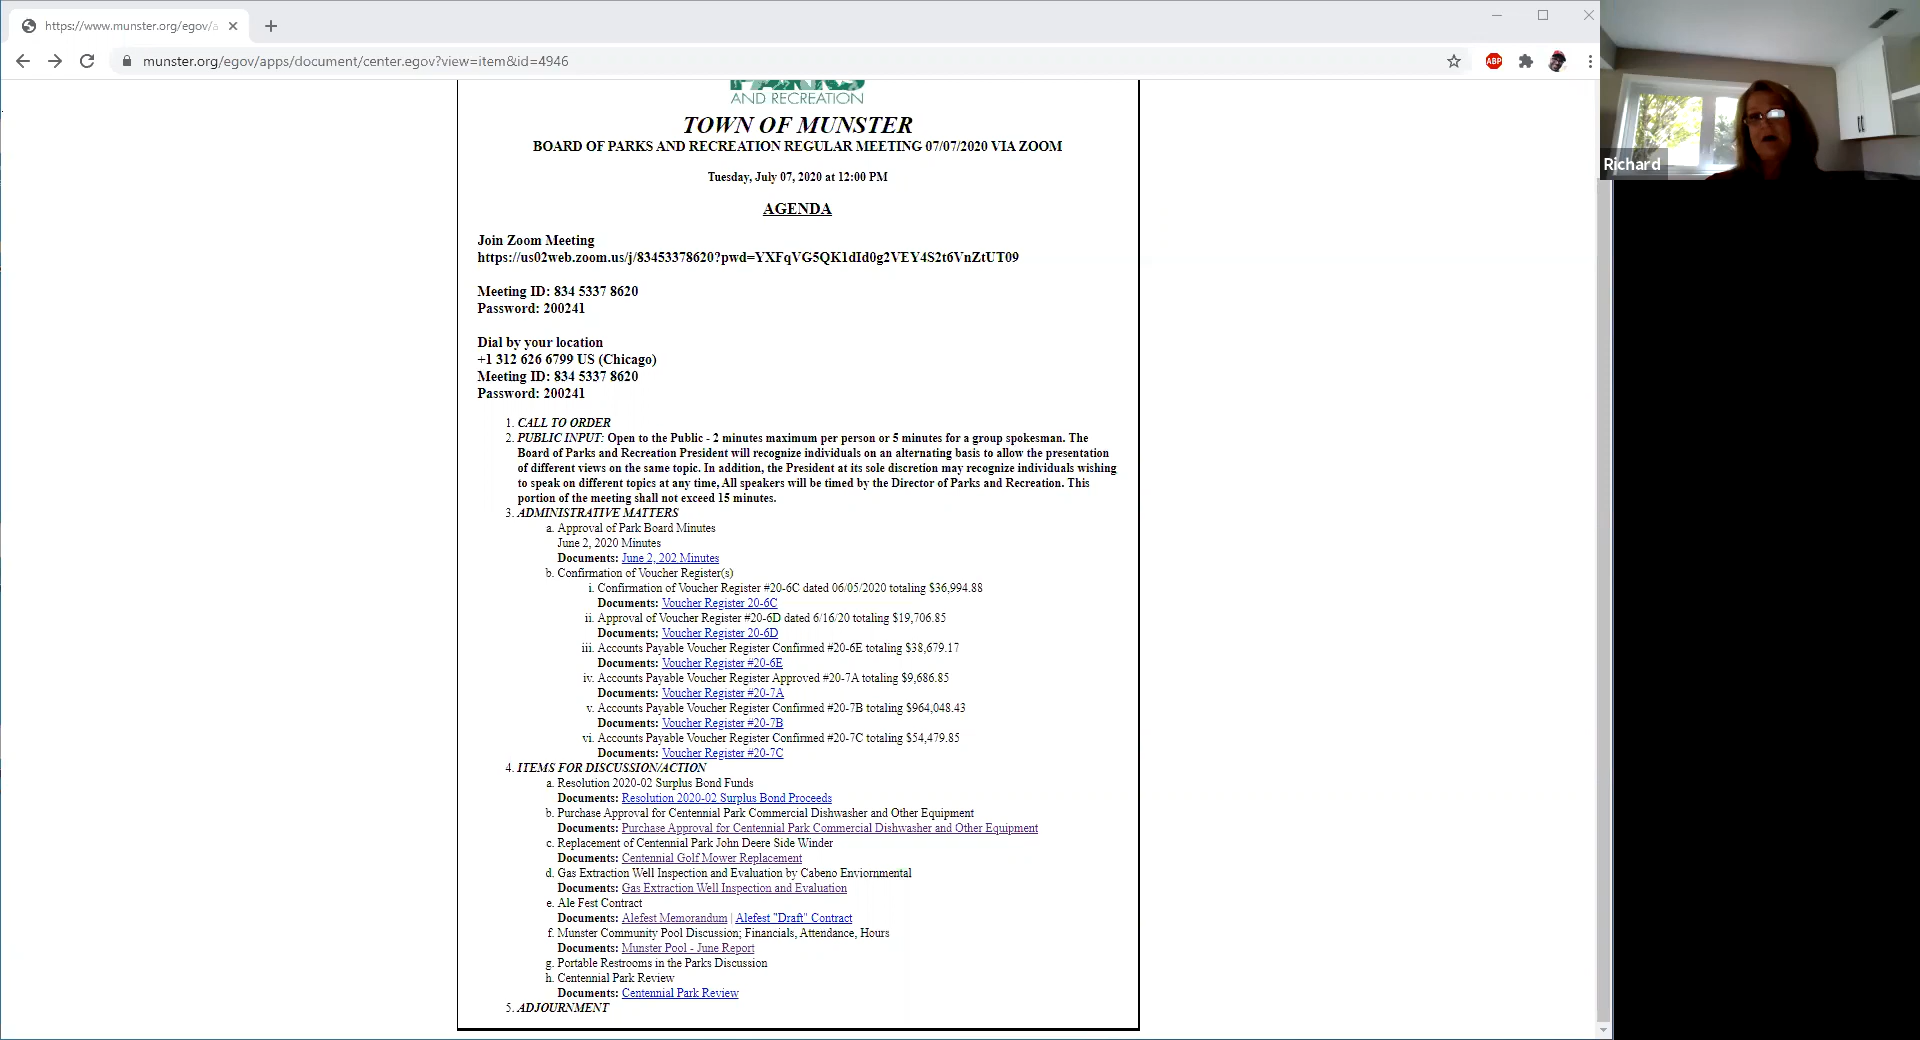 https://www.munster.org/egov/a
munster.org/egov/apps/document/center.egov?view=item&id=4946
ABP
Richard
PARKS
AND RECREATION
TOWN OF MUNSTER
BOARD OF PARKS AND RECREATION REGULAR MEETING 07/07/2020 VIA ZOOM
Tuesday, July 07, 2020 at 12:00 PM
AGENDA
Join Zoom Meeting
https://us02web.zoom.us/j/83453378620?pwd=YXFqVG5QK1dId0g2VEY4S2t6VnZtUT09
Meeting ID: 834 5337 8620
Password: 200241
Dial by your location
+1 312 626 6799 US (Chicago)
Meeting ID: 834 5337 8620
Password: 200241
1. CALL TO ORDER
2. PUBLIC INPUT: Open to the Public - 2 minutes maximum per person or 5 minutes for a group spokesman. The
Board of Parks and Recreation President will recognize individuals on an alternating basis to allow the presentation
of different views on the same topic. In addition, the President at its sole discretion may recognize individuals wishing
to speak on different topics at any time, All speakers will be timed by the Director of Parks and Recreation. This
portion of the meeting shall not exceed 15 minutes.
3. ADMINISTRATIVE MATTERS
a. Approval of Park Board Minutes
June 2, 2020 Minutes
Documents: June 2, 202 Minutes
b. Confirmation of Voucher Register(s)
i. Confirmation of Voucher Register #20-6C dated 06/05/2020 totaling $36,994.88
Documents: Voucher Register 20-6C
ii. Approval of Voucher Register #20-6D dated 6/16/20 totaling $19,706.85
Documents: Voucher Register 20-6D
iii. Accounts Payable Voucher Register Confirmed #20-6E totaling $38,679.17
Documents: Voucher Register #20-6E
iv. Accounts Payable Voucher Register Approved #20-7A totaling $9,686.85
Documents: Voucher Register #20-7A
v. Accounts Payable Voucher Register Confirmed #20-7B totaling $964,048.43
Documents: Voucher Register #20-7B
vi. Accounts Payable Voucher Register Confirmed #20-7C totaling $54,479.85
Documents: Voucher Register #20-7C
4. ITEMS FOR DISCUSSION/ACTION
a. Resolution 2020-02 Surplus Bond Funds
Documents: Resolution 2020-02 Surplus Bond Proceeds
b. Purchase Approval for Centennial Park Commercial Dishwasher and Other Equipment
Documents: Purchase Approval for Centennial Park Commercial Dishwasher and Other Equipment
c. Replacement of Centennial Park John Deere Side Winder
Documents: Centennial Golf Mower Replacement
d. Gas Extraction Well Inspection and Evaluation by Cabeno Enviornmental
Documents: Gas Extraction Well Inspection and Evaluation
e. Ale Fest Contract
Documents: Alefest Memorandum | Alefest "Draft" Contract
f. Munster Community Pool Discussion; Financials, Attendance, Hours
Documents: Munster Pool - June Report
g. Portable Restrooms in the Parks Discussion
h. Centennial Park Review
Documents: Centennial Park Review
5. ADJOURNMENT